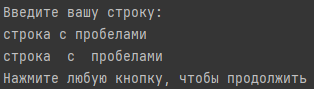 Введите вашу строку:
строка с пробелами
строка  с  пробелами
Нажмите любую кнопку, чтобы продолжить